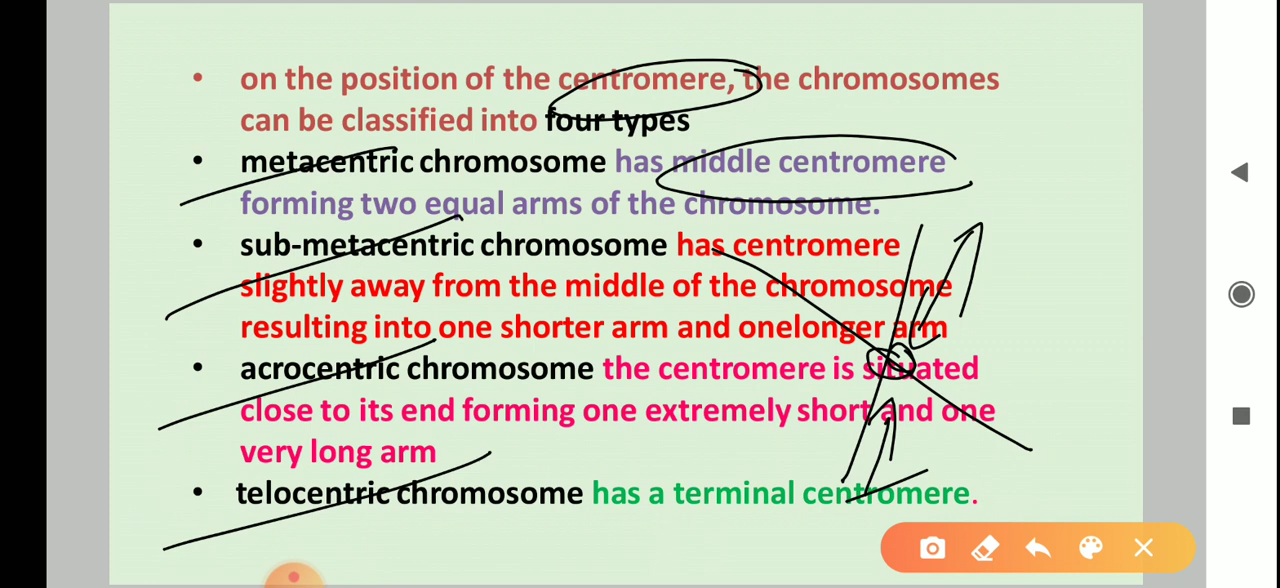 • on the position of the centromere, the chromosomes
can be classified into four types
• metacentric chromosome has middle centromere
forming two equal arms of the chromosome.
• sub-metacentric chromosome has centromere
slightly away from the middle of the chromosome
resulting into one shorter arm and onelonger arm
• acrocentric chromosome the centromere is situated
close to its end forming one extremely short and one
very long arm
• telocentric chromosome has a terminal centromere.